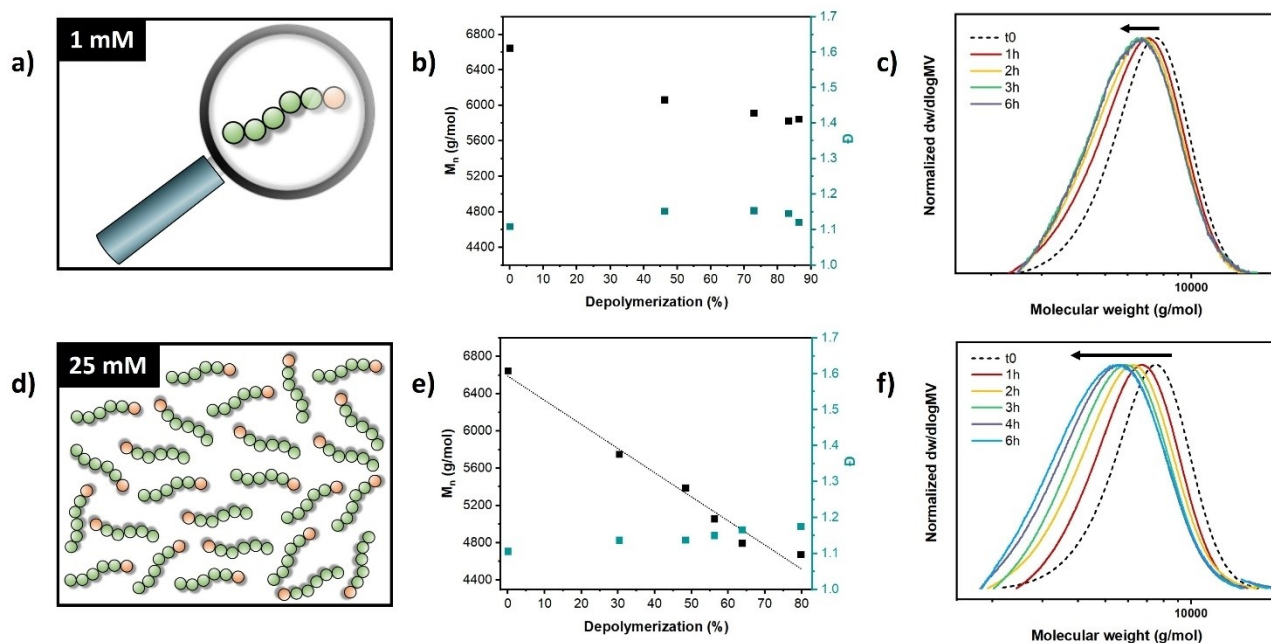 a)
1 mM
b)
6800
6400
6000
5600
5200
4800
4400
Mn (g/mol)
0 10 20 30 40 50 60 70 80 90
Depolymerization (%)
1.7
1.6
1.5
1.4
1.3
1.2
1.1
1.0
Đ
c)
t0
1h
2h
3h
6h
Normalized dw/dlogMV
10000
Molecular weight (g/mol)
d)
25 mM
e)
6800
6400
6000
5600
5200
4800
4400
Mn (g/mol)
0 10 20 30 40 50 60 70 80
Depolymerization (%)
1.7
1.6
1.5
1.4
1.3
1.2
1.1
1.0
Đ
f)
t0
1h
2h
3h
4h
6h
Normalized dw/dlogMV
10000
Molecular weight (g/mol)